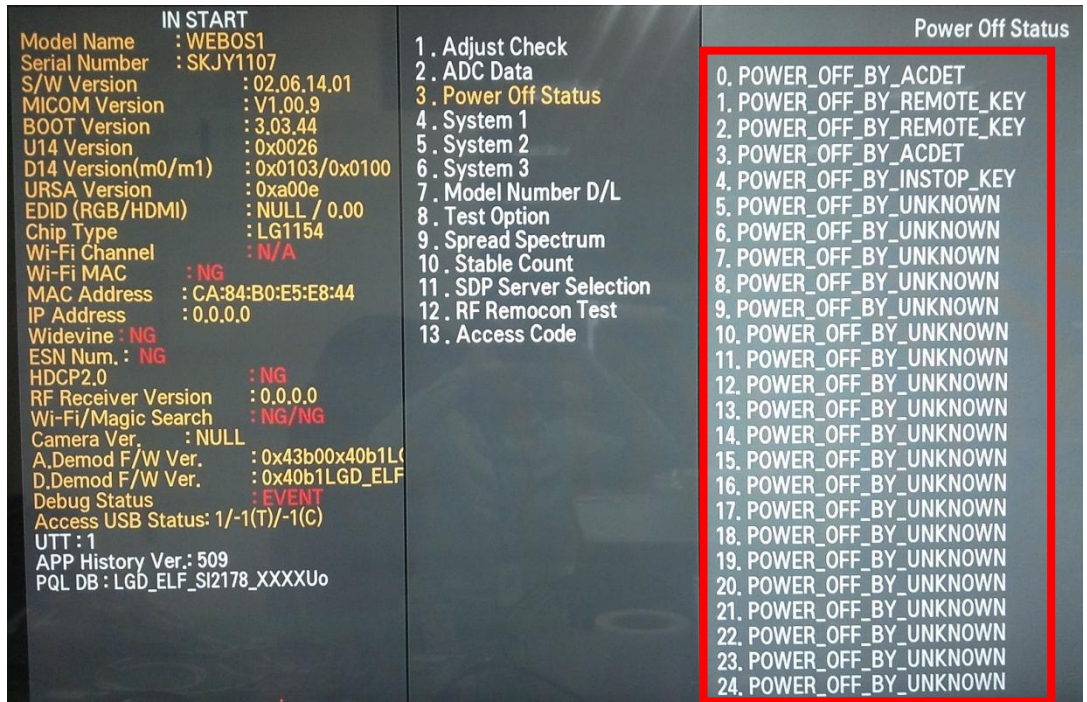 IN START
Model Name : WEBOS1
Serial Number : SKJY1107
S/W Version : 02.06.14.01
MICOM Version : V1.00.9
BOOT Version : 3.03.44
U14 Version : 0x0026
D14 Version(m0/m1) : 0x0103/0x0100
URSA Version : 0xa00e
EDID (RGB/HDMI) : NULL / 0.00
Chip Type : LG1154
Wi-Fi Channel : N/A
Wi-Fi MAC : NG
MAC Address : CA:84:B0:E5:E8:44
IP Address : 0.0.0.0
Widevine : NG
ESN Num. : NG
HDCP2.0 : NG
RF Receiver Version : 0.0.0.0
Wi-Fi/Magic Search : NG/NG
Camera Ver. : NULL
A.Demod F/W Ver. : 0x43b00x40b1L
D.Demod F/W Ver. : 0x40b1LGD_ELF
Debug Status : EVENT
Access USB Status: 1/-1(T)/-1(C)
UTT : 1
APP History Ver.: 509
PQL DB : LGD_ELF_SI2178_XXXXUo
1 . Adjust Check
2 . ADC Data
3 . Power Off Status
4 . System 1
5 . System 2
6 . System 3
7 . Model Number D/L
8 . Test Option
9 . Spread Spectrum
10 . Stable Count
11 . SDP Server Selection
12 . RF Remocon Test
13 . Access Code
Power Off Status
0. POWER_OFF_BY_ACDET
1. POWER_OFF_BY_REMOTE_KEY
2. POWER_OFF_BY_REMOTE_KEY
3. POWER_OFF_BY_ACDET
4. POWER_OFF_BY_INSTOP_KEY
5. POWER_OFF_BY_UNKNOWN
6. POWER_OFF_BY_UNKNOWN
7. POWER_OFF_BY_UNKNOWN
8. POWER_OFF_BY_UNKNOWN
9. POWER_OFF_BY_UNKNOWN
10. POWER_OFF_BY_UNKNOWN
11. POWER_OFF_BY_UNKNOWN
12. POWER_OFF_BY_UNKNOWN
13. POWER_OFF_BY_UNKNOWN
14. POWER_OFF_BY_UNKNOWN
15. POWER_OFF_BY_UNKNOWN
16. POWER_OFF_BY_UNKNOWN
17. POWER_OFF_BY_UNKNOWN
18. POWER_OFF_BY_UNKNOWN
19. POWER_OFF_BY_UNKNOWN
20. POWER_OFF_BY_UNKNOWN
21. POWER_OFF_BY_UNKNOWN
22. POWER_OFF_BY_UNKNOWN
23. POWER_OFF_BY_UNKNOWN
24. POWER_OFF_BY_UNKNOWN